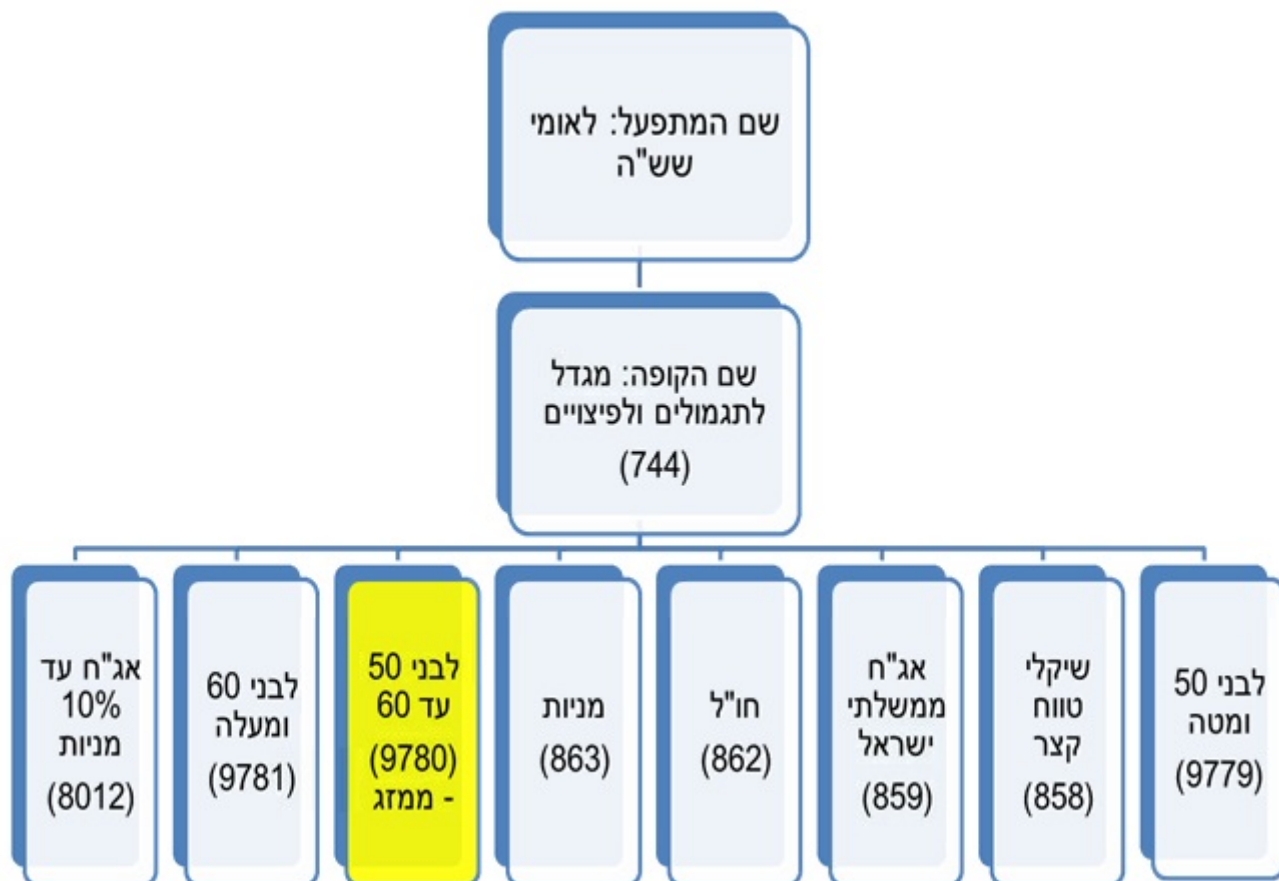 שם המתפעל: לאומי
שש"ה
שם הקופה: מגדל
לתגמולים ולפיצויים
(744)
לבני 50
ומטה
(9779)
שיקלי
טווח
קצר
(858)
אג"ח
ממשלתי
ישראל
(859)
חו"ל
(862)
מניות
(863)
לבני 50
עד 60
(9780)
- ממזג
לבני 60
ומעלה
(9781)
אג"ח עד
10%
מניות
(8012)